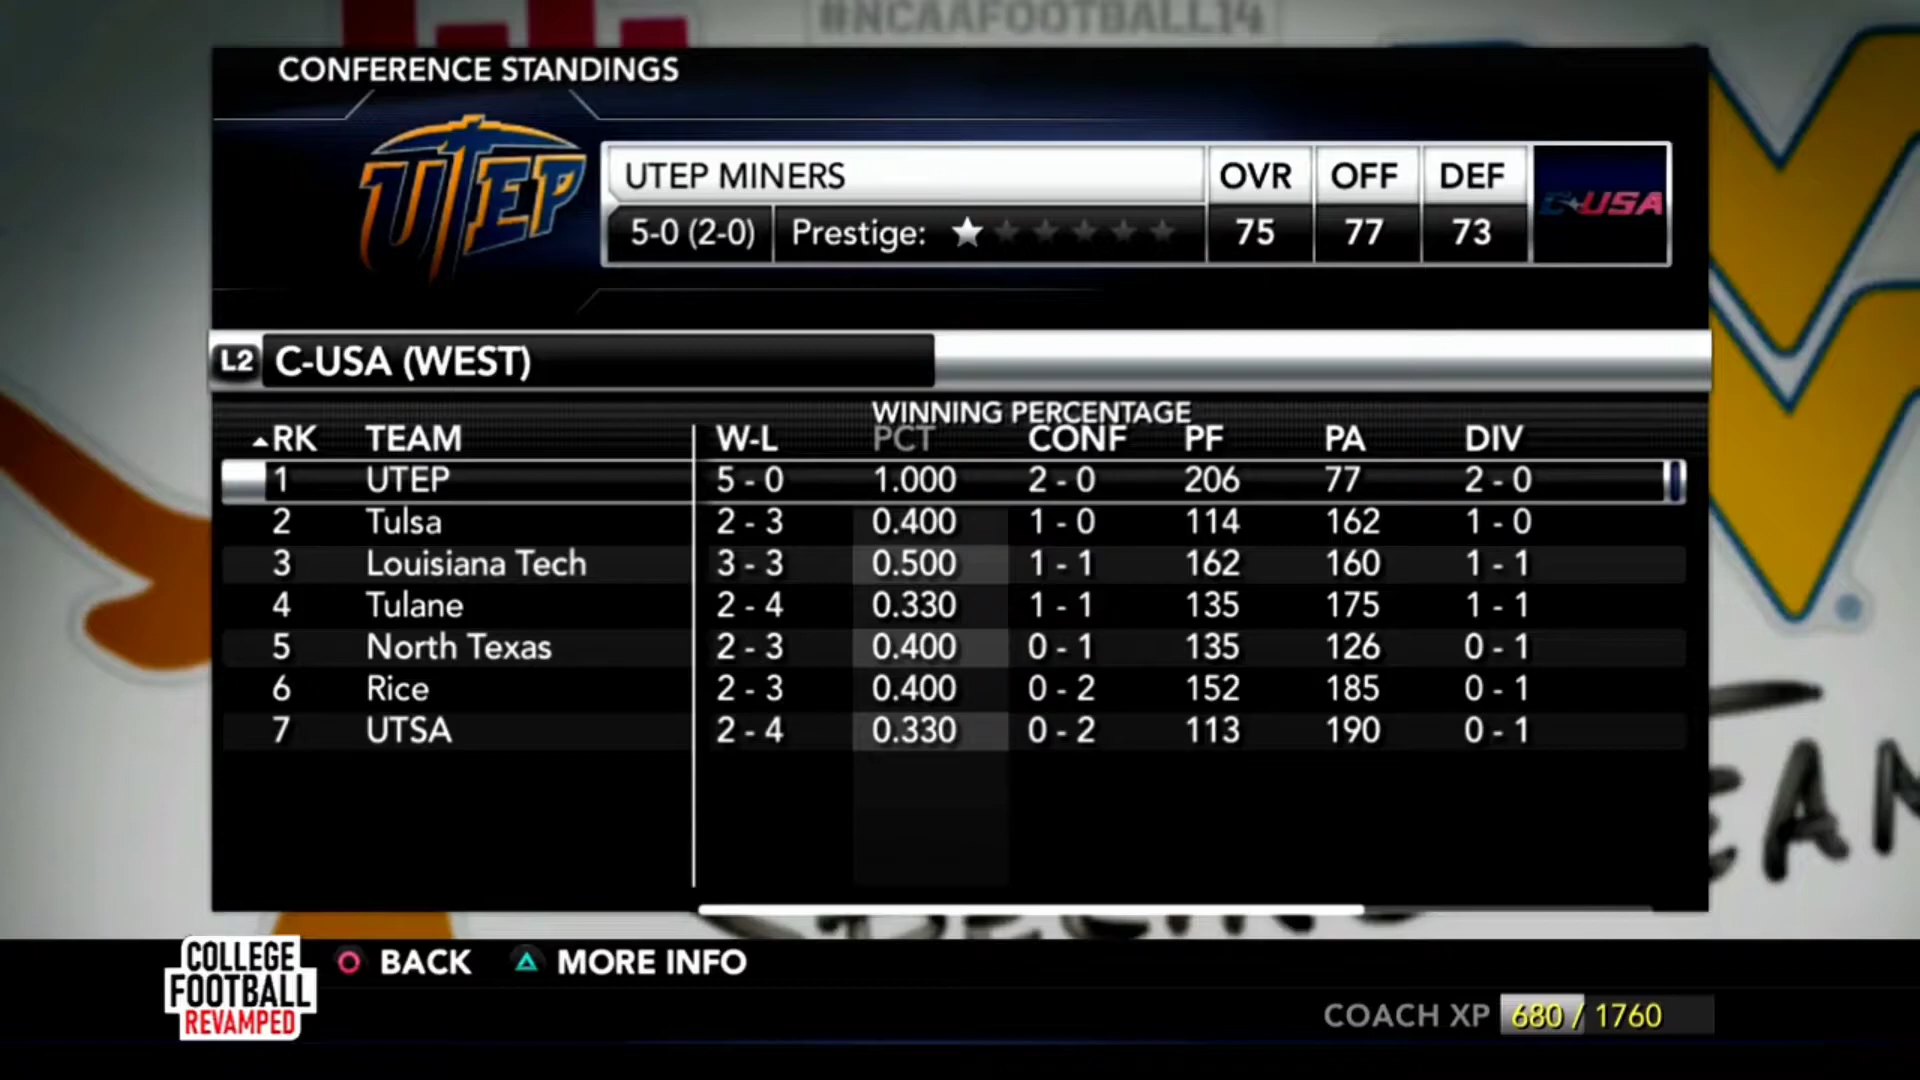 #NCAAFOOTBALL14
CONFERENCE STANDINGS
UTEP
UTEP MINERS OVR OFF DEF
5-0 (2-0) Prestige: 75 77 73
C-USA
L2 C-USA (WEST)
WINNING PERCENTAGE
RK TEAM W-L PCT CONF PF PA DIV
1 UTEP 5 - 0 1.000 2 - 0 206 77 2 - 0
2 Tulsa 2 - 3 0.400 1 - 0 114 162 1 - 0
3 Louisiana Tech 3 - 3 0.500 1 - 1 162 160 1 - 1
4 Tulane 2 - 4 0.330 1 - 1 135 175 1 - 1
5 North Texas 2 - 3 0.400 0 - 1 135 126 0 - 1
6 Rice 2 - 3 0.400 0 - 2 152 185 0 - 1
7 UTSA 2 - 4 0.330 0 - 2 113 190 0 - 1
COLLEGE
FOOTBALL
REVAMPED
BACK MORE INFO
COACH XP 680 / 1760